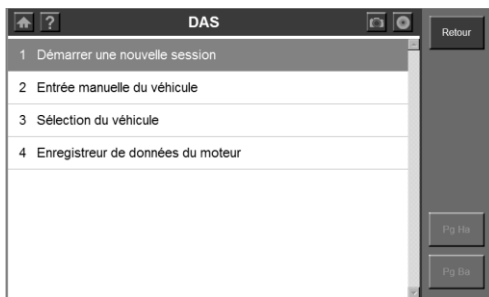 ? DAS
Retour
1 Démarrer une nouvelle session
2 Entrée manuelle du véhicule
3 Sélection du véhicule
4 Enregistreur de données du moteur
Pg Ha
Pg Ba